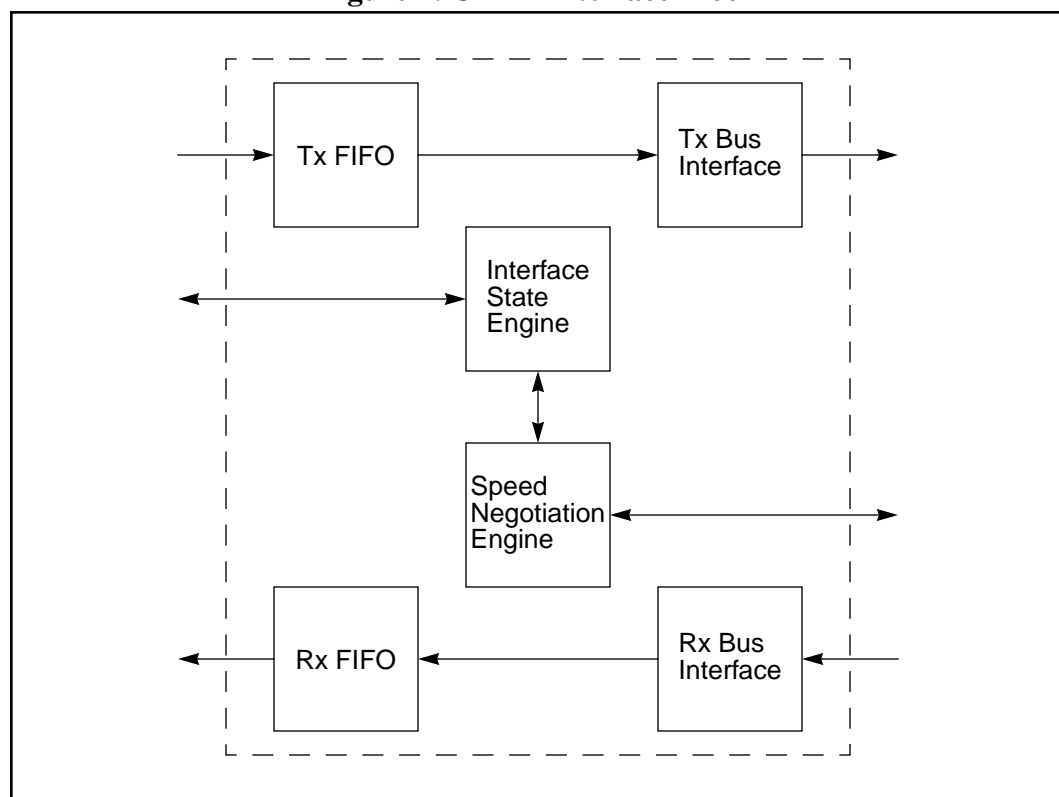 Tx FIFO
Tx Bus
Interface
Interface
State
Engine
Speed
Negotiation
Engine
Rx FIFO
Rx Bus
Interface